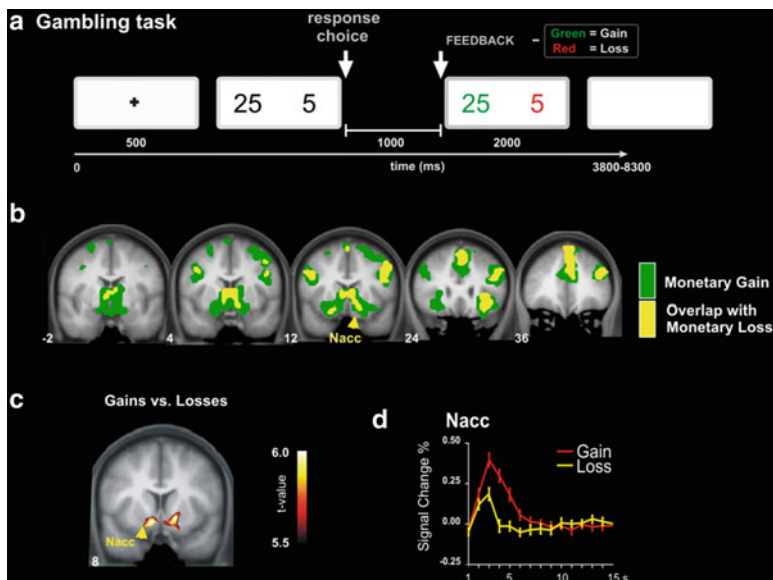 a Gambling task
response
choice
FEEDBACK - Green = Gain
Red = Loss
+
25 5
25 5
500 1000 2000
0 time (ms) 3800-8300
b
-2 4 12 24 36
Nacc
Monetary Gain
Overlap with
Monetary Loss
c Gains vs. Losses
6.0
t-value
5.5
Nacc
8
d Nacc
Signal Change %
0.50
0.25
0.00
-0.25
Gain
Loss
1 5 10 15 s